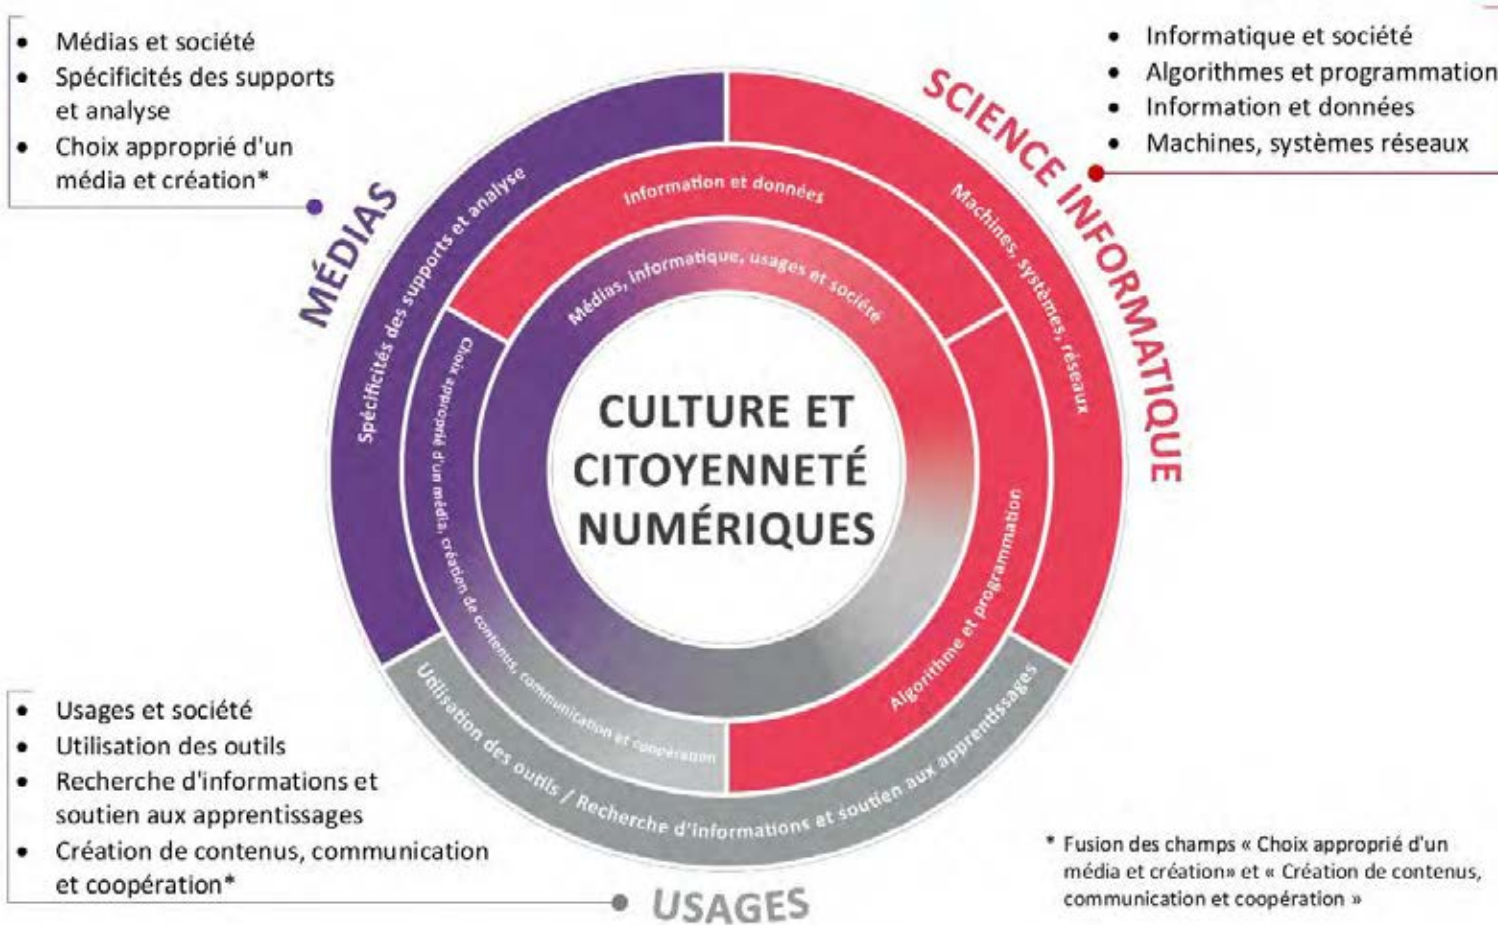 • Médias et société
• Spécificités des supports
et analyse
• Choix approprié d'un
média et création*
MÉDIAS
• Informatique et société
• Algorithmes et programmation
• Information et données
• Machines, systèmes réseaux
SCIENCE INFORMATIQUE
Spécificités des supports et analyse
Machines, systèmes, réseaux
Information et données
Médias, informatique, usages et société
Choix approprié d'un média, création de contenus, communication et coopération
Algorithme et programmation
CULTURE ET
CITOYENNETÉ
NUMÉRIQUES
Utilisation des outils / Recherche d'informations et soutien aux apprentissages
• Usages et société
• Utilisation des outils
• Recherche d'informations et
soutien aux apprentissages
• Création de contenus, communication
et coopération*
USAGES
* Fusion des champs « Choix approprié d'un
média et création» et « Création de contenus,
communication et coopération »